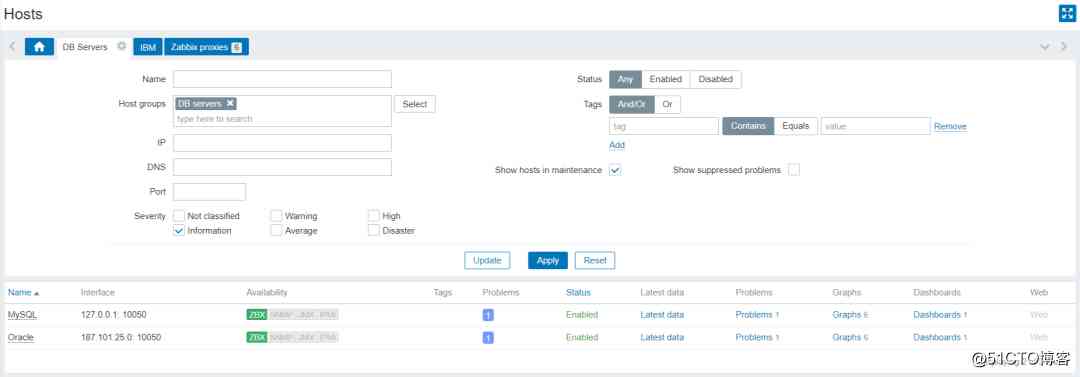 Hosts
DB Servers IBM Zabbix proxies 6
Name Status Any Enabled Disabled
Host groups DB servers Select Tags And/Or Or
type here to search tag Contains Equals value Remove
IP Add
DNS Show hosts in maintenance Show suppressed problems
Port
Severity Not classified Warning High
Information Average Disaster
Update Apply Reset
Name Interface Availability Tags Problems Status Latest data Problems Graphs Dashboards Web
MySQL 127.0.0.1: 10050 ZBX SNMP JMX IPMI 1 Enabled Latest data Problems 1 Graphs 6 Dashboards 1 Web
Oracle 187.101.25.0: 10050 ZBX SNMP JMX IPMI 1 Enabled Latest data Problems 1 Graphs 6 Dashboards 1 Web
@51CTO博客